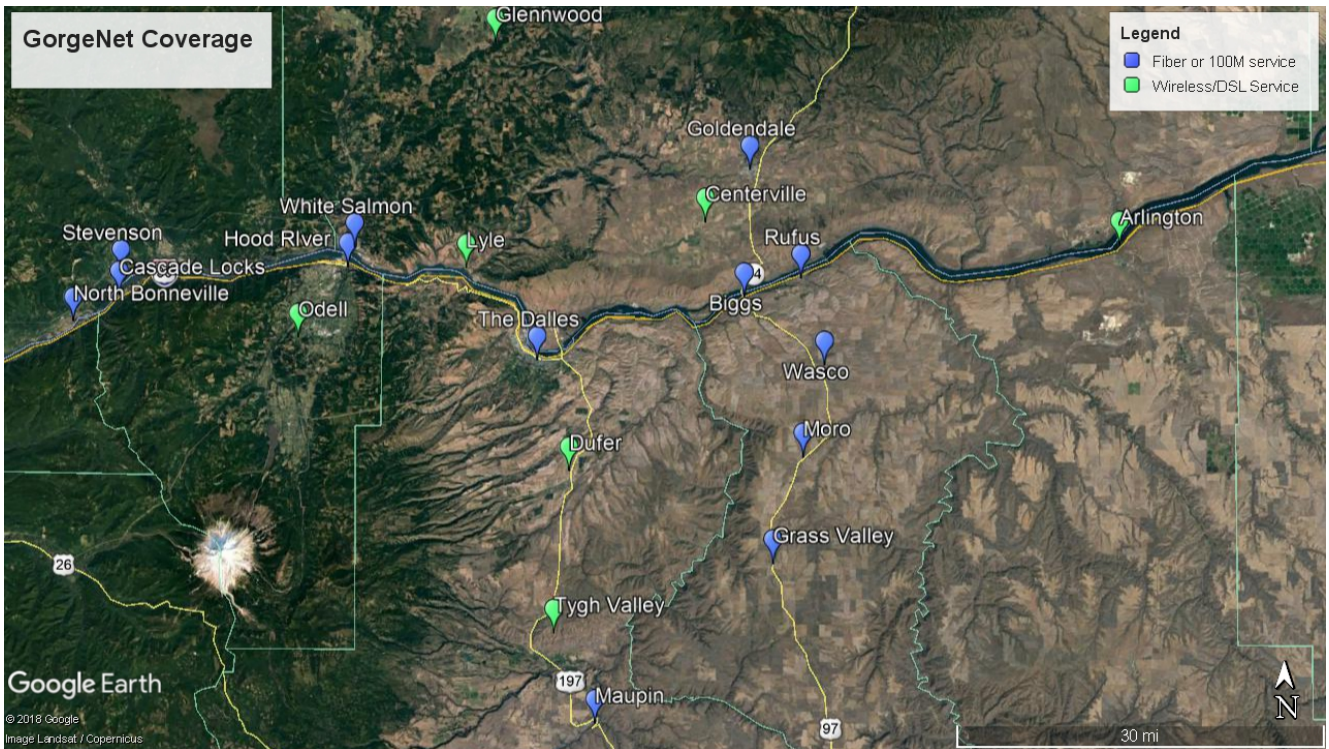 GorgeNet Coverage
Legend
Fiber or 100M service
Wireless/DSL Service
Glennwood
Goldendale
Centerville
White Salmon
Stevenson
Hood RIver
Lyle
Rufus
Arlington
Cascade Locks
North Bonneville
Odell
The Dalles
Biggs
Wasco
Dufer
Moro
Grass Valley
26
Tygh Valley
197
Maupin
97
Google Earth
© 2018 Google
Image Landsat / Copernicus
N
30 mi